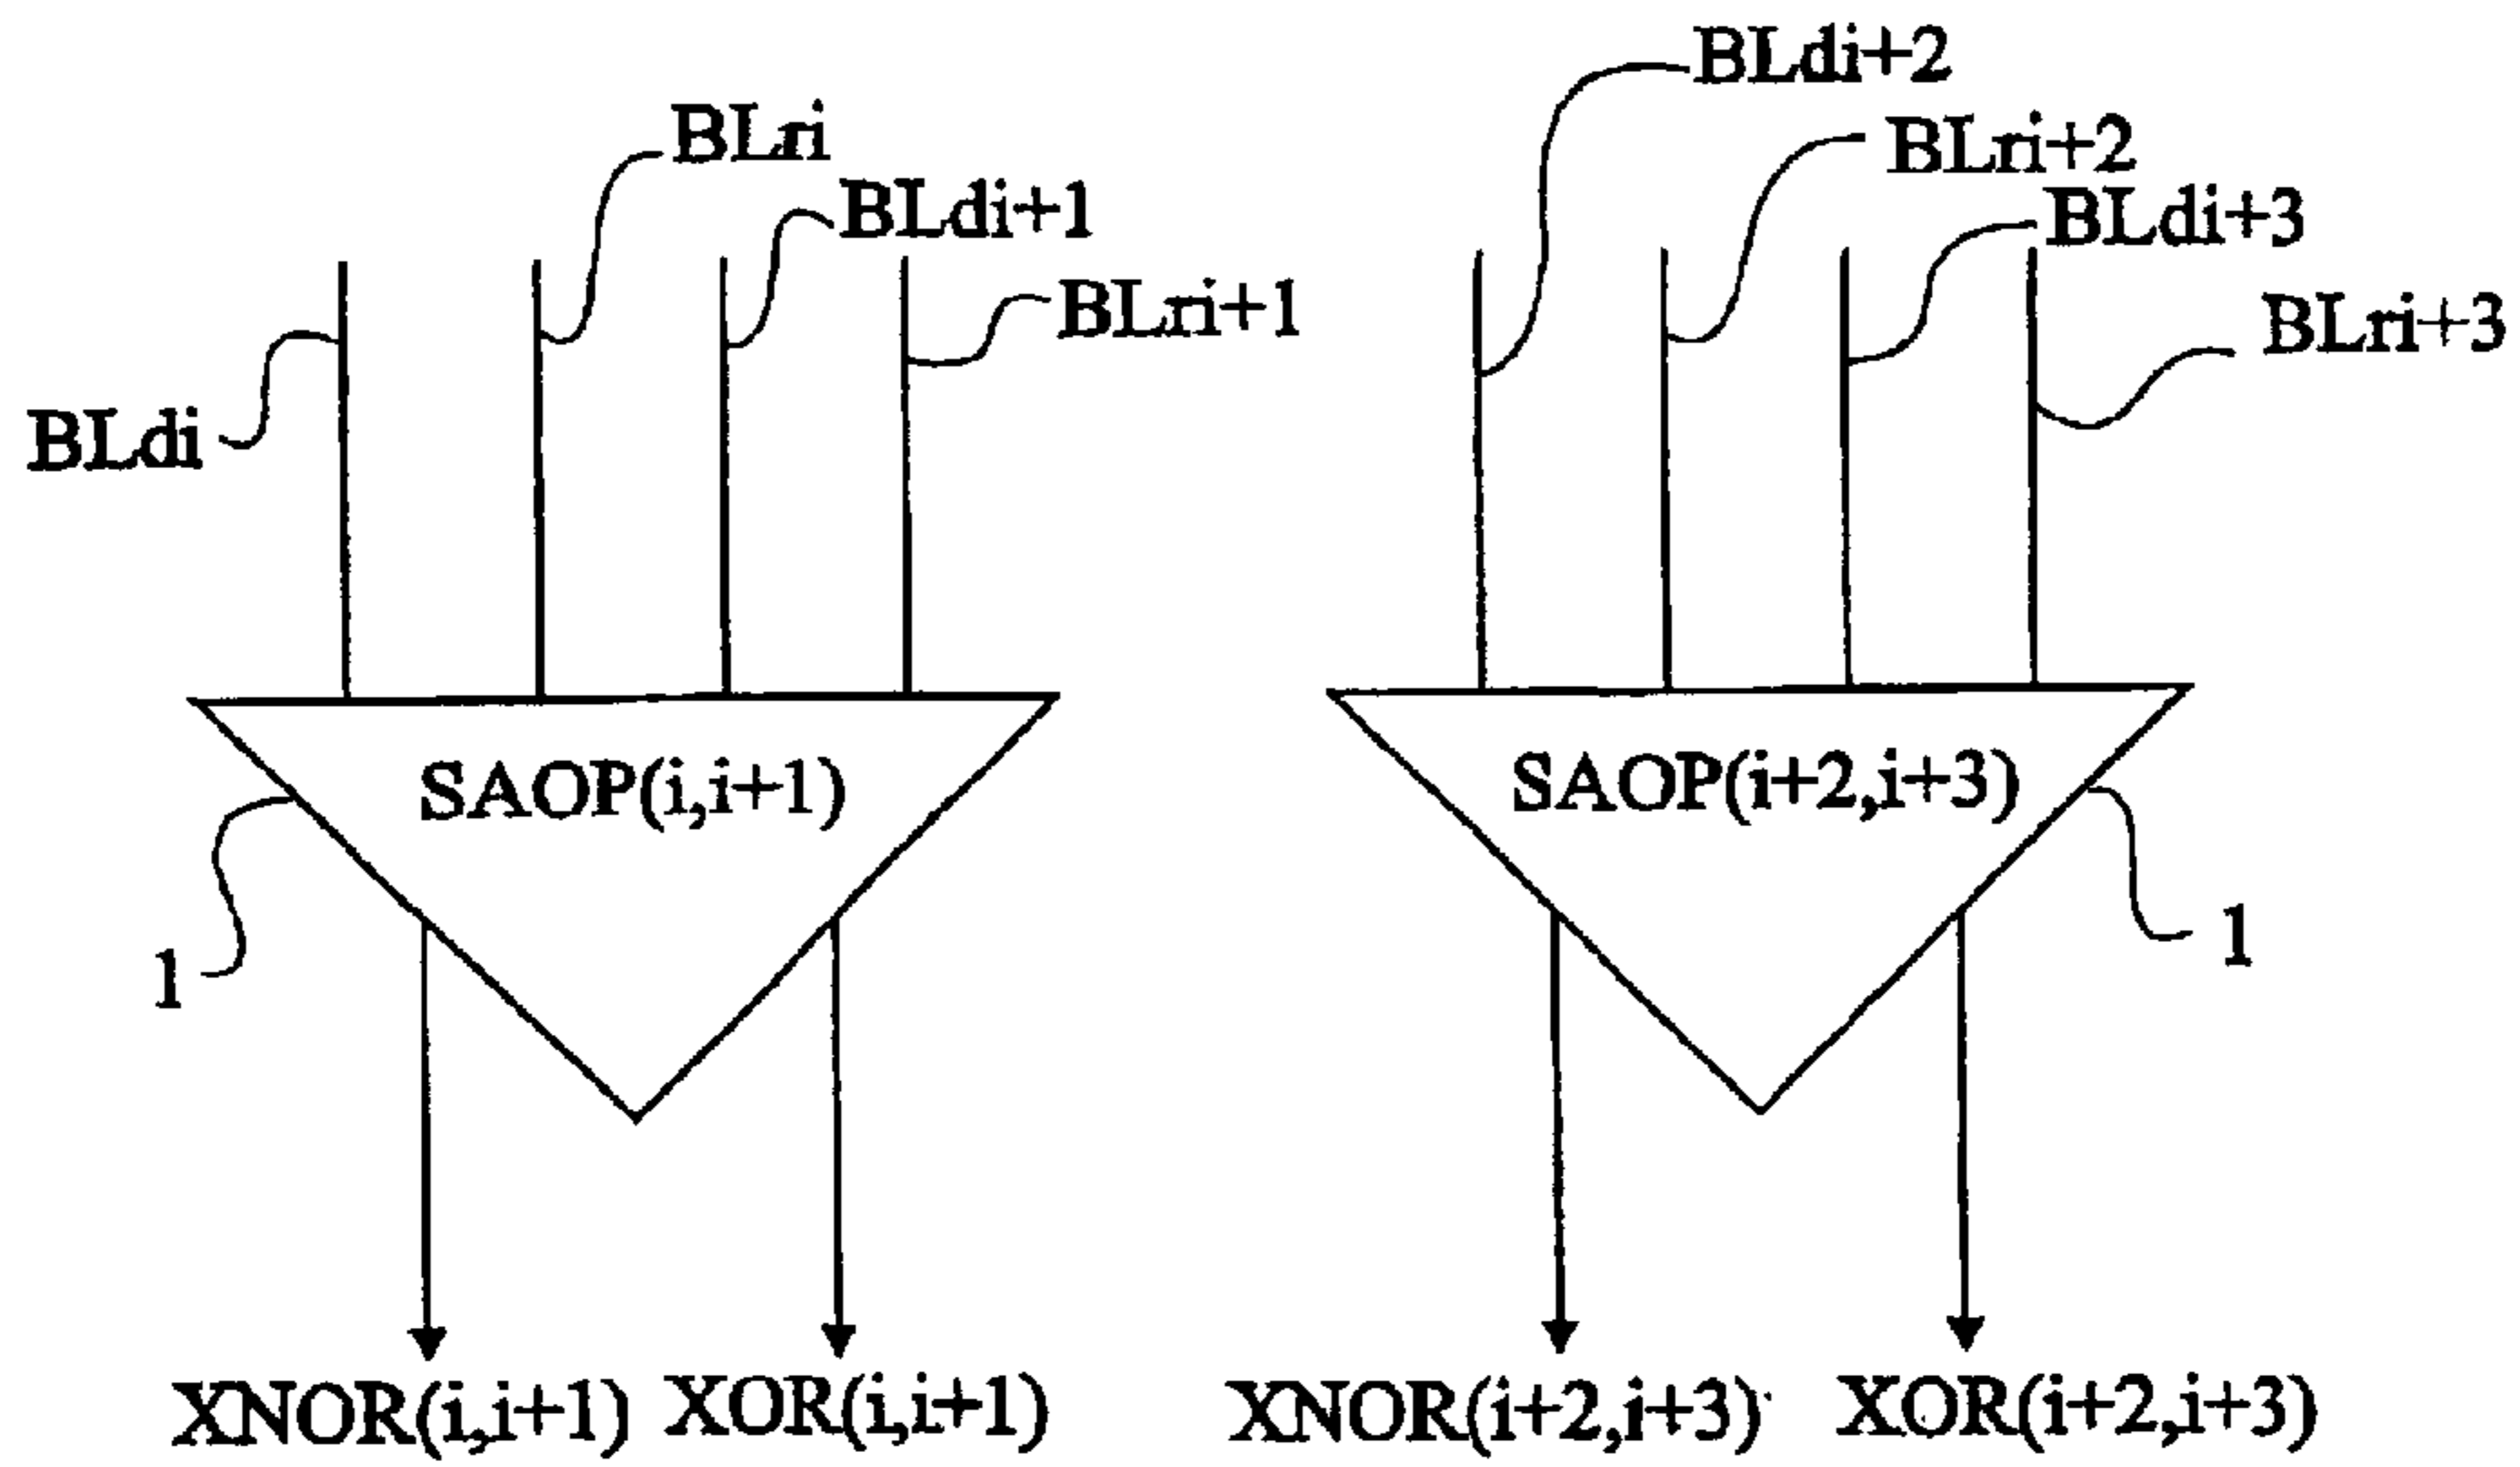 BLdi+2
BLri
BLri+2
BLdi+1
BLdi+3
BLri+1
BLri+3
BLdi
SAOP(i,i+1)
SAOP(i+2,i+3)
1
1
XNOR(i,i+1)
XOR(i,i+1)
XNOR(i+2,i+3)
XOR(i+2,i+3)